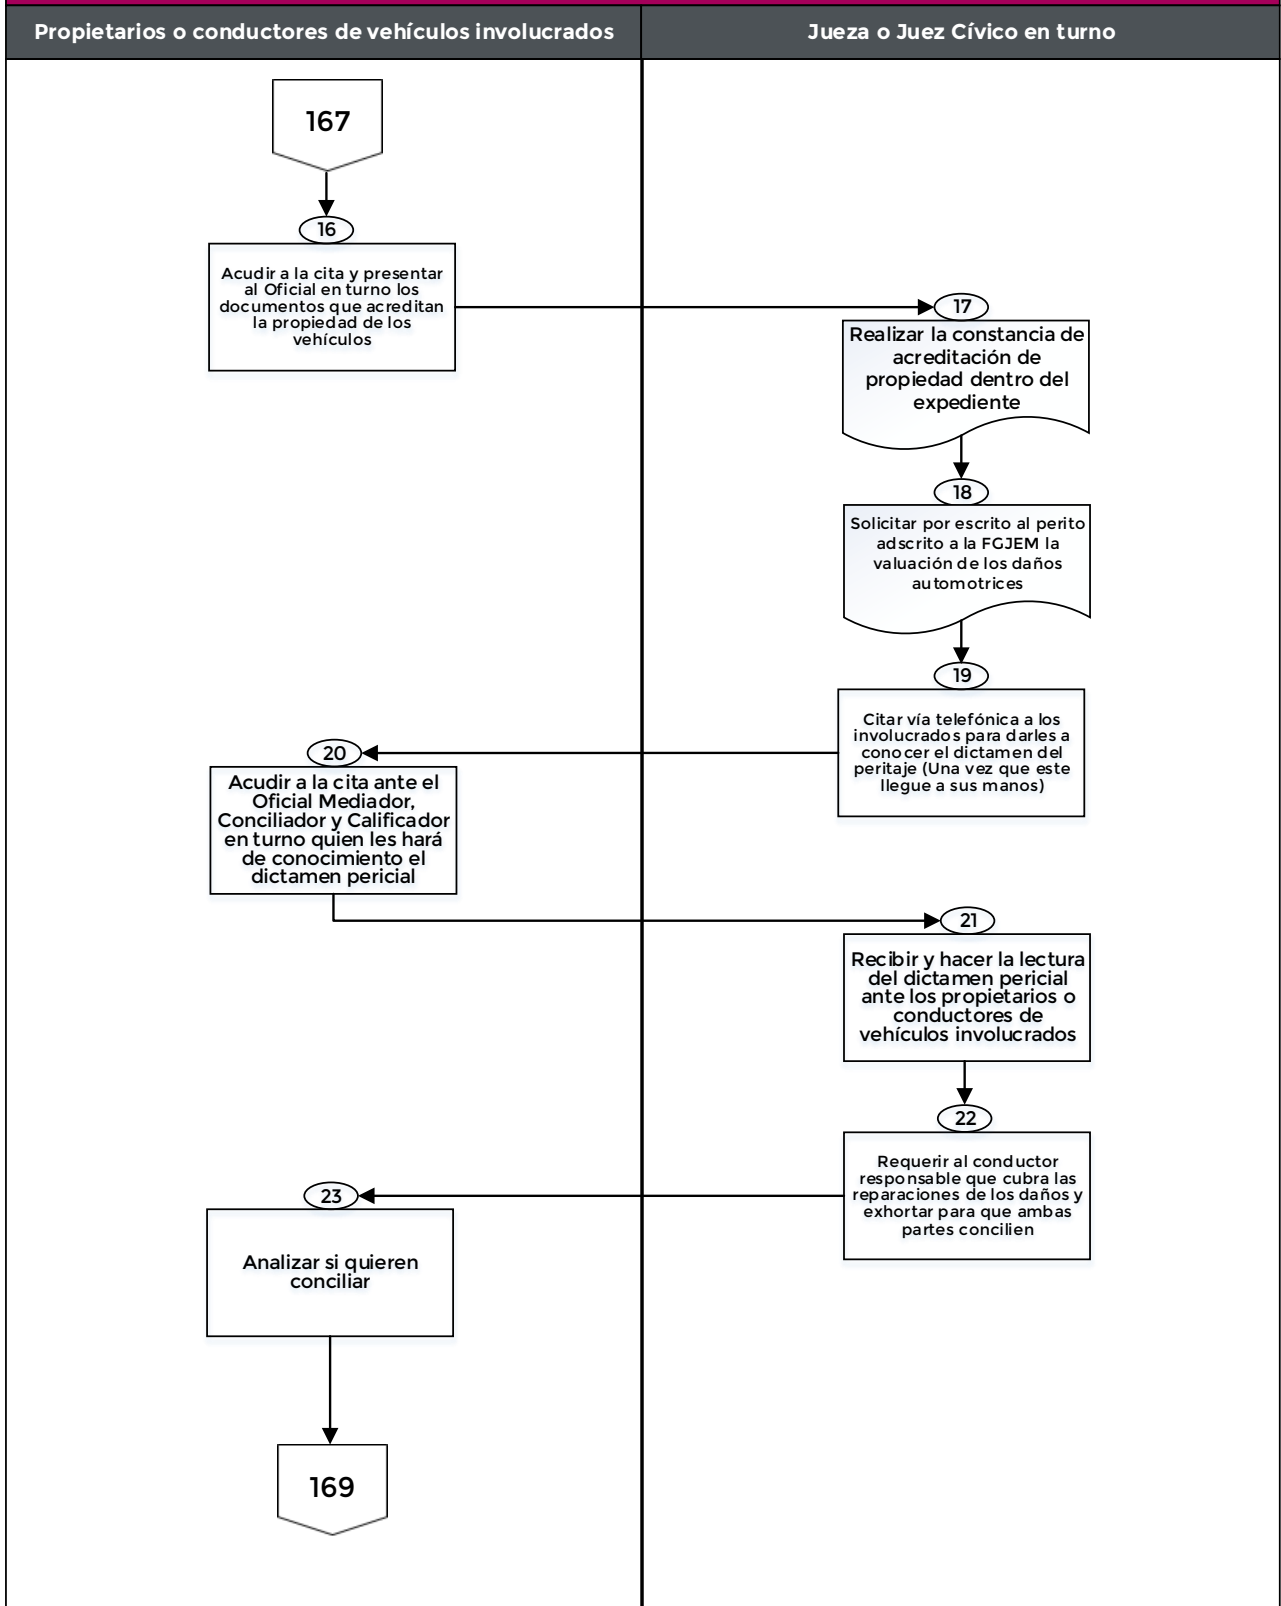 Propietarios o conductores de vehículos involucrados
Jueza o Juez Cívico en turno
167
16
Acudir a la cita y presentar
al Oficial en turno los
documentos que acreditan
la propiedad de los
vehículos
17
Realizar la constancia de
acreditación de
propiedad dentro del
expediente
18
Solicitar por escrito al perito
adscrito a la FGJEM la
valuación de los daños
automotrices
19
Citar vía telefónica a los
involucrados para darles a
conocer el dictamen del
peritaje (Una vez que este
llegue a sus manos)
20
Acudir a la cita ante el
Oficial Mediador,
Conciliador y Calificador
en turno quien les hará
de conocimiento el
dictamen pericial
21
Recibir y hacer la lectura
del dictamen pericial
ante los propietarios o
conductores de
vehículos involucrados
22
Requerir al conductor
responsable que cubra las
reparaciones de los daños y
exhortar para que ambas
partes concilien
23
Analizar si quieren
conciliar
169